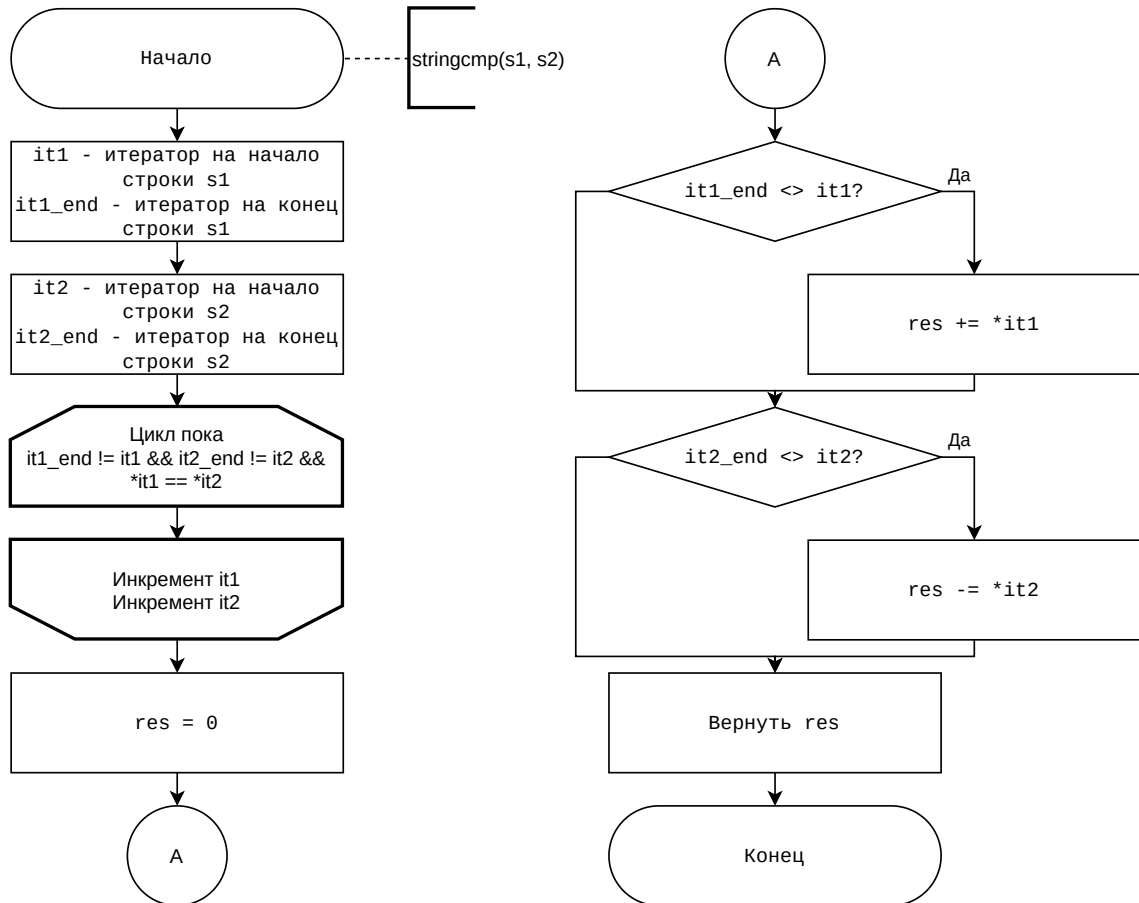 Начало
stringcmp(s1, s2)
it1 - итератор на начало
строки s1
it1_end - итератор на конец
строки s1
it2 - итератор на начало
строки s2
it2_end - итератор на конец
строки s2
Цикл пока
it1_end != it1 && it2_end != it2 &&
*it1 == *it2
Инкремент it1
Инкремент it2
res = 0
A
A
it1_end <> it1?
Да
res += *it1
it2_end <> it2?
Да
res -= *it2
Вернуть res
Конец